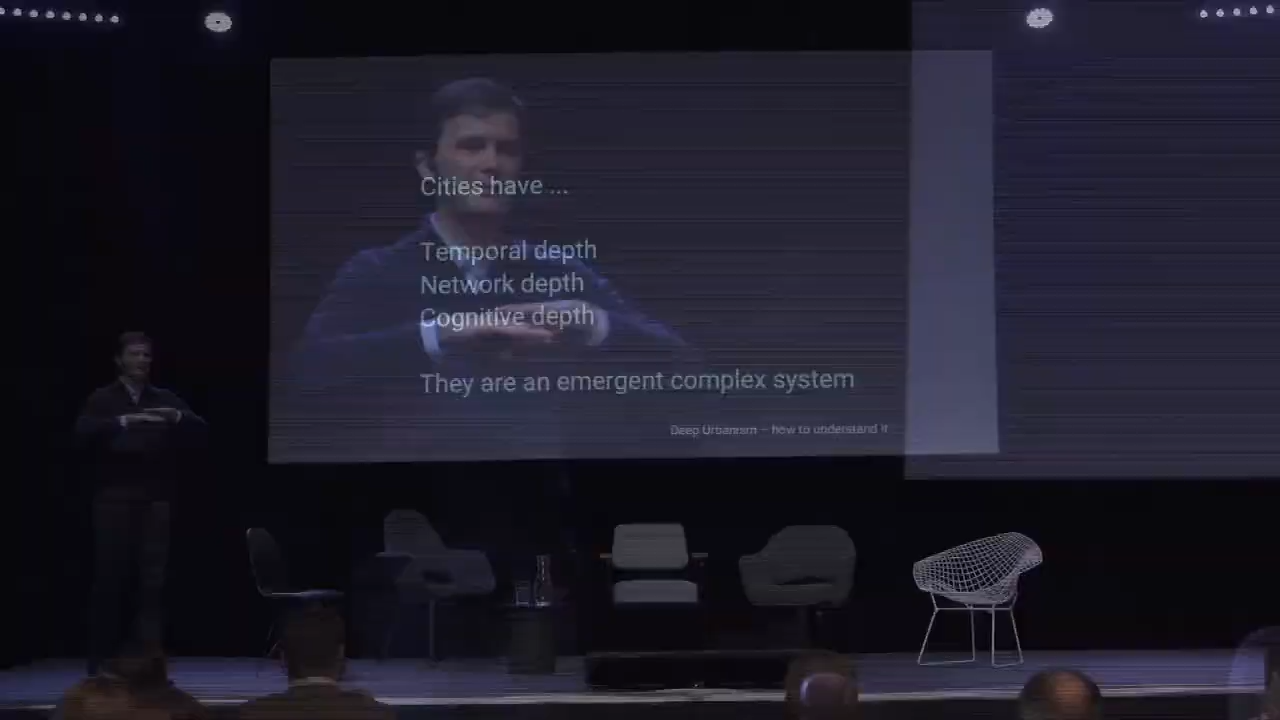 Cities have ...
Temporal depth
Network depth
Cognitive depth
They are an emergent complex system
Deep Urbanism – how to understand it